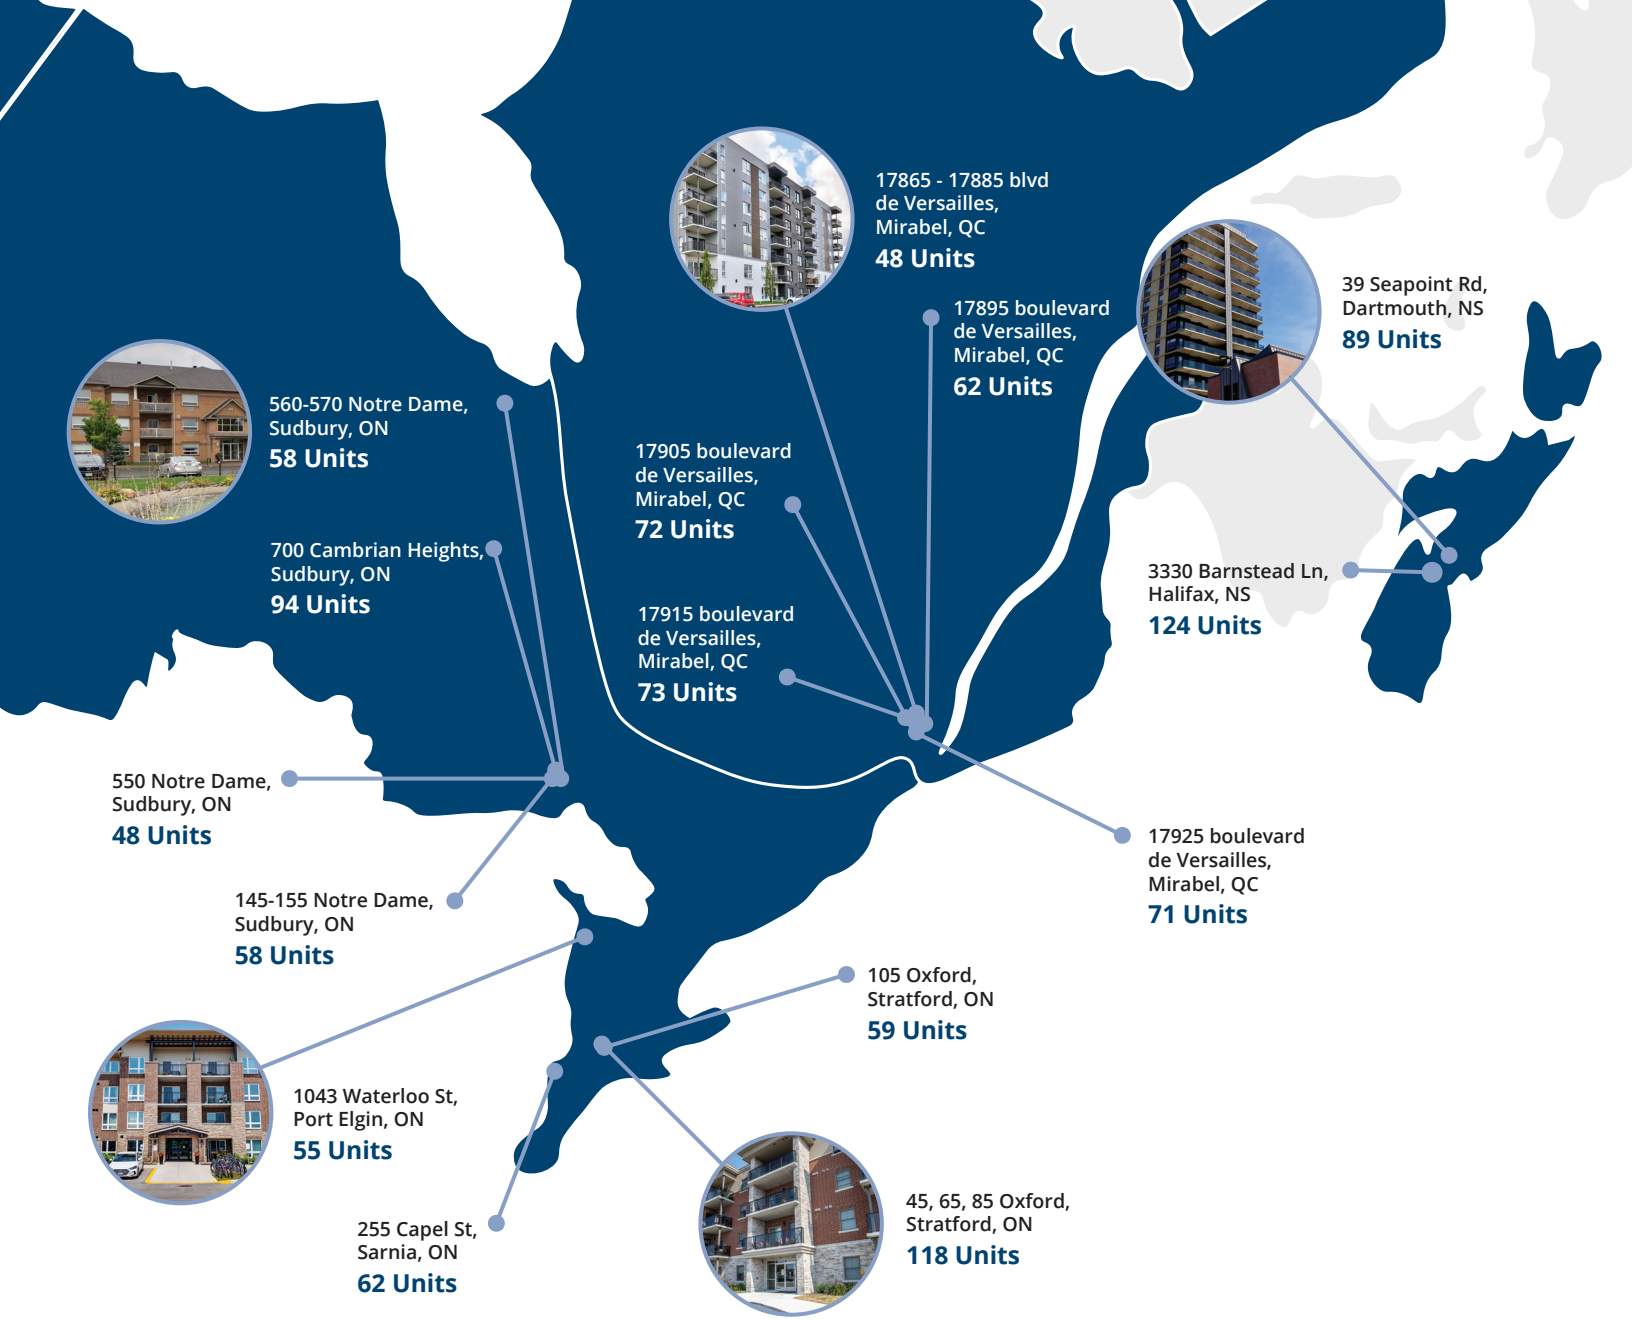 17865 - 17885 blvd
de Versailles,
Mirabel, QC
48 Units
17895 boulevard
de Versailles,
Mirabel, QC
62 Units
39 Seapoint Rd,
Dartmouth, NS
89 Units
560-570 Notre Dame,
Sudbury, ON
58 Units
17905 boulevard
de Versailles,
Mirabel, QC
72 Units
700 Cambrian Heights,
Sudbury, ON
94 Units
3330 Barnstead Ln,
Halifax, NS
124 Units
17915 boulevard
de Versailles,
Mirabel, QC
73 Units
550 Notre Dame,
Sudbury, ON
48 Units
17925 boulevard
de Versailles,
Mirabel, QC
71 Units
145-155 Notre Dame,
Sudbury, ON
58 Units
105 Oxford,
Stratford, ON
59 Units
1043 Waterloo St,
Port Elgin, ON
55 Units
45, 65, 85 Oxford,
Stratford, ON
118 Units
255 Capel St,
Sarnia, ON
62 Units